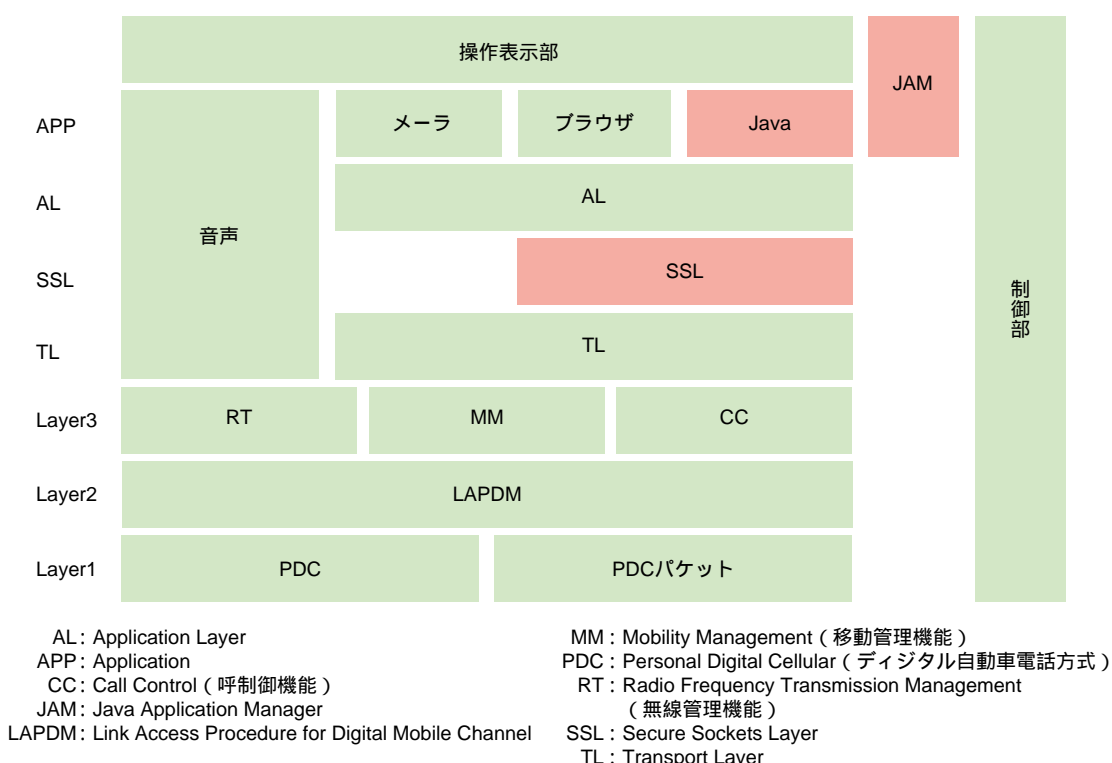 操作表示部
JAM
APP
メーラ
ブラウザ
Java
AL
AL
音声
SSL
SSL
制御部
TL
TL
Layer3
RT
MM
CC
Layer2
LAPDM
Layer1
PDC
PDCパケット
AL：Application Layer
APP：Application
CC：Call Control（呼制御機能）
JAM：Java Application Manager
LAPDM：Link Access Procedure for Digital Mobile Channel
MM：Mobility Management（移動管理機能）
PDC：Personal Digital Cellular（ディジタル自動車電話方式）
RT：Radio Frequency Transmission Management
（無線管理機能）
SSL：Secure Sockets Layer
TL：Transport Layer